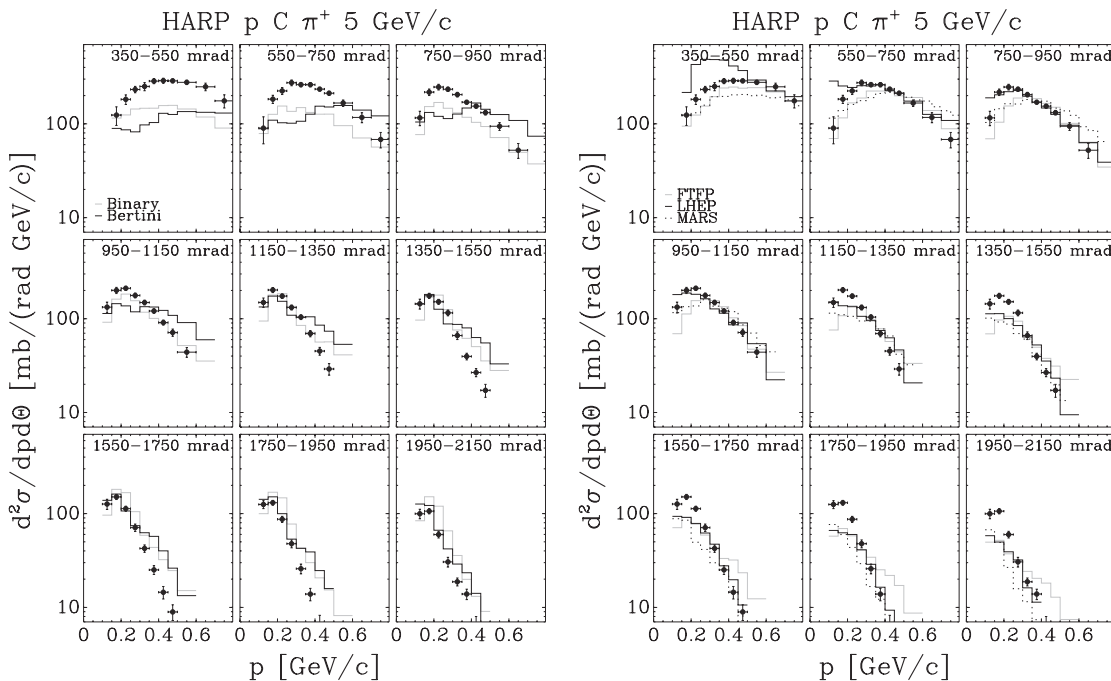 HARP p C π⁺ 5 GeV/c
350–550 mrad
550–750 mrad
750–950 mrad
100
10
Binary
Bertini
950–1150 mrad
1150–1350 mrad
1350–1550 mrad
100
10
1550–1750 mrad
1750–1950 mrad
1950–2150 mrad
100
10
0 0.2 0.4 0.6 0 0.2 0.4 0.6 0 0.2 0.4 0.6
p [GeV/c]
d²σ/dpdΘ [mb/(rad GeV/c)]
HARP p C π⁺ 5 GeV/c
350–550 mrad
550–750 mrad
750–950 mrad
100
10
FTFP
LHEP
MARS
950–1150 mrad
1150–1350 mrad
1350–1550 mrad
100
10
1550–1750 mrad
1750–1950 mrad
1950–2150 mrad
100
10
0 0.2 0.4 0.6 0 0.2 0.4 0.6 0 0.2 0.4 0.6
p [GeV/c]
d²σ/dpdΘ [mb/(rad GeV/c)]